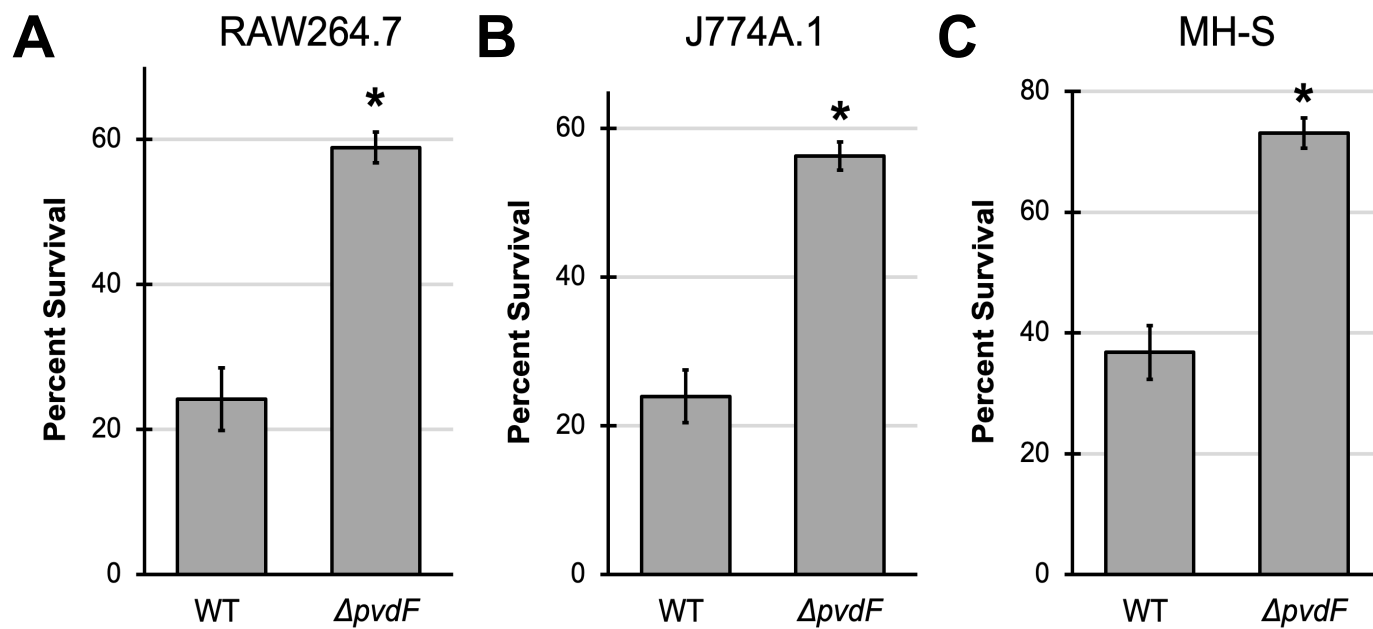 A
RAW264.7
*
60
40
20
0
Percent Survival
WT
ΔpvdF
B
J774A.1
*
60
40
20
0
Percent Survival
WT
ΔpvdF
C
MH-S
*
80
60
40
20
0
Percent Survival
WT
ΔpvdF